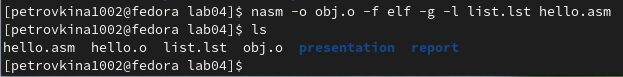 [petrovkina1002@fedora lab04]$ nasm -o obj.o -f elf -g -l list.lst hello.asm
[petrovkina1002@fedora lab04]$ ls
hello.asm  hello.o  list.lst  obj.o  presentation  report
[petrovkina1002@fedora lab04]$